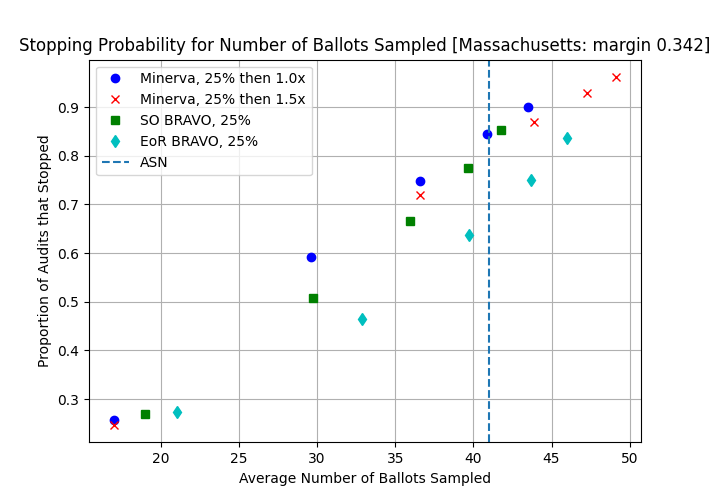 Stopping Probability for Number of Ballots Sampled [Massachusetts: margin 0.342]
Minerva, 25% then 1.0x
Minerva, 25% then 1.5x
SO BRAVO, 25%
EoR BRAVO, 25%
ASN
Proportion of Audits that Stopped
0.9
0.8
0.7
0.6
0.5
0.4
0.3
20 25 30 35 40 45 50
Average Number of Ballots Sampled